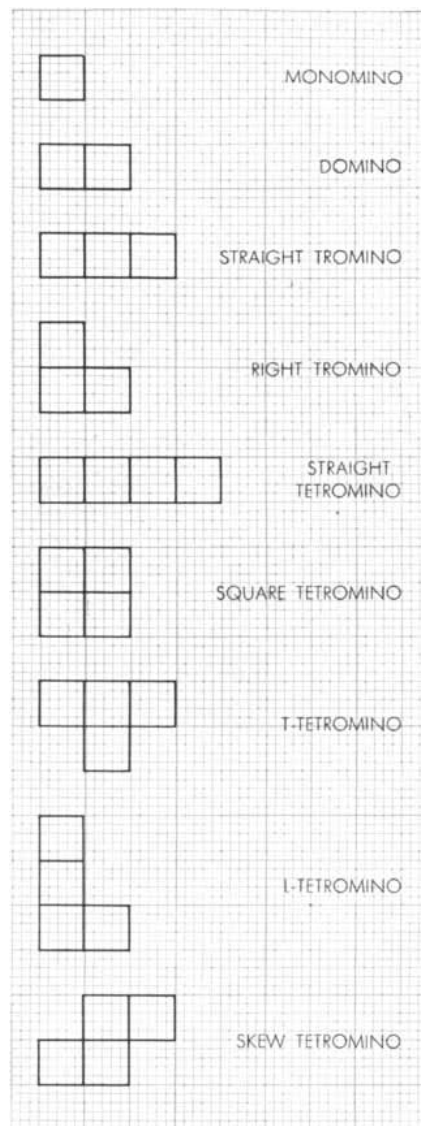 MONOMINO
DOMINO
STRAIGHT TROMINO
RIGHT TROMINO
STRAIGHT
TETROMINO
SQUARE TETROMINO
T-TETROMINO
L-TETROMINO
SKEW TETROMINO